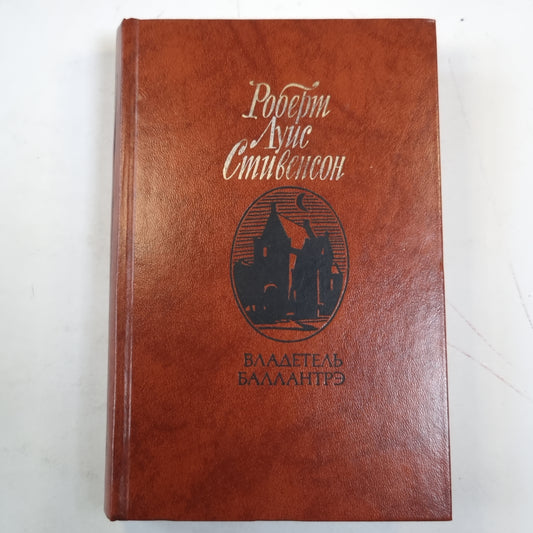 Роберт
Луис
Стивенсон
ВЛАДЕТЕЛЬ
БАЛЛАНТРЭ